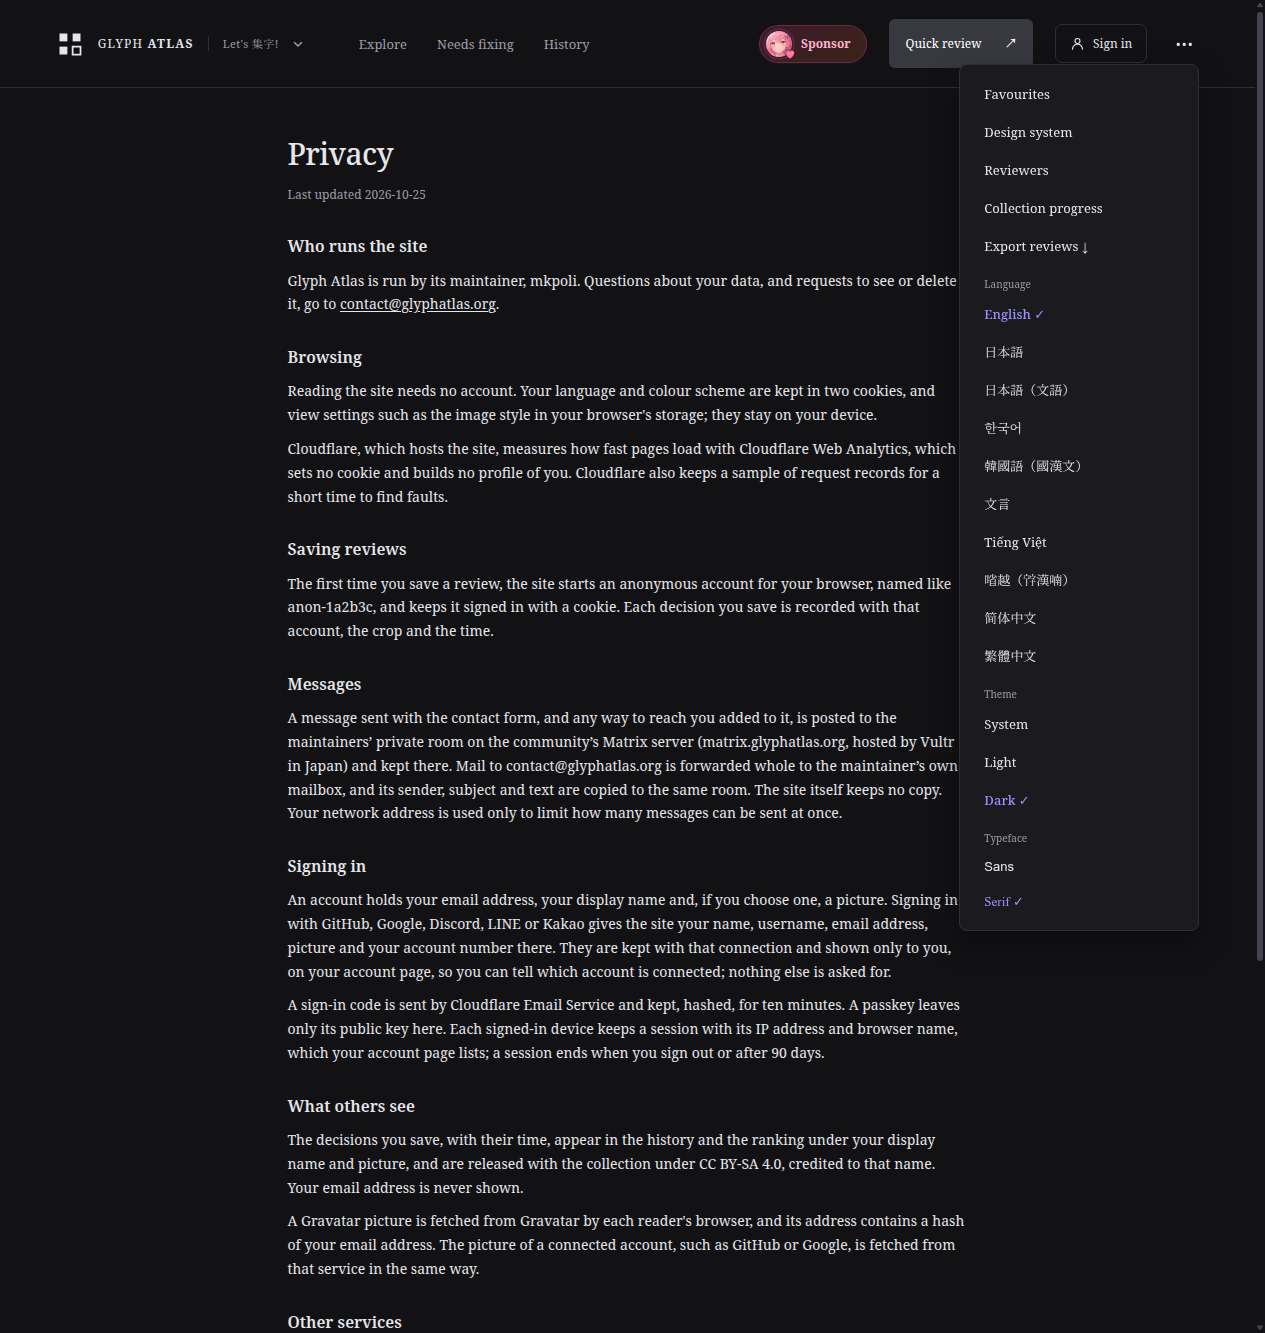 GLYPH ATLAS
Let's 集字!
Explore
Needs fixing
History
Sponsor
Quick review ↗
Sign in
Privacy
Last updated 2026-10-25
Who runs the site
Glyph Atlas is run by its maintainer, mkpoli. Questions about your data, and requests to see or delete
it, go to contact@glyphatlas.org.
Browsing
Reading the site needs no account. Your language and colour scheme are kept in two cookies, and
view settings such as the image style in your browser's storage; they stay on your device.
Cloudflare, which hosts the site, measures how fast pages load with Cloudflare Web Analytics, which
sets no cookie and builds no profile of you. Cloudflare also keeps a sample of request records for a
short time to find faults.
Saving reviews
The first time you save a review, the site starts an anonymous account for your browser, named like
anon-1a2b3c, and keeps it signed in with a cookie. Each decision you save is recorded with that
account, the crop and the time.
Messages
A message sent with the contact form, and any way to reach you added to it, is posted to the
maintainers’ private room on the community’s Matrix server (matrix.glyphatlas.org, hosted by Vultr
in Japan) and kept there. Mail to contact@glyphatlas.org is forwarded whole to the maintainer’s own
mailbox, and its sender, subject and text are copied to the same room. The site itself keeps no copy.
Your network address is used only to limit how many messages can be sent at once.
Signing in
An account holds your email address, your display name and, if you choose one, a picture. Signing in
with GitHub, Google, Discord, LINE or Kakao gives the site your name, username, email address,
picture and your account number there. They are kept with that connection and shown only to you,
on your account page, so you can tell which account is connected; nothing else is asked for.
A sign-in code is sent by Cloudflare Email Service and kept, hashed, for ten minutes. A passkey leaves
only its public key here. Each signed-in device keeps a session with its IP address and browser name,
which your account page lists; a session ends when you sign out or after 90 days.
What others see
The decisions you save, with their time, appear in the history and the ranking under your display
name and picture, and are released with the collection under CC BY-SA 4.0, credited to that name.
Your email address is never shown.
A Gravatar picture is fetched from Gravatar by each reader's browser, and its address contains a hash
of your email address. The picture of a connected account, such as GitHub or Google, is fetched from
that service in the same way.
Other services
Favourites
Design system
Reviewers
Collection progress
Export reviews ↓
Language
English ✓
日本語
日本語（文語）
한국어
韓國語（國漢文）
文言
Tiếng Việt
简体中文
繁體中文
Theme
System
Light
Dark ✓
Typeface
Sans
Serif ✓